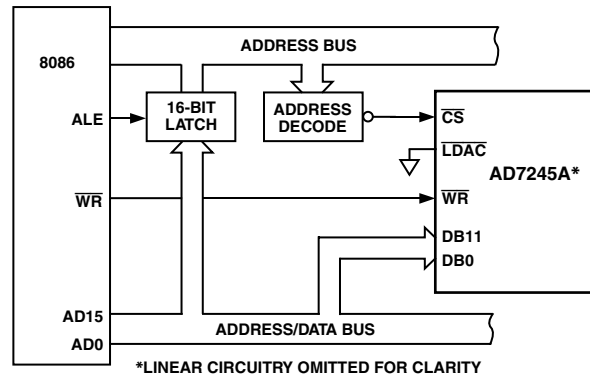 ADDRESS BUS
8086
16-BIT
LATCH
ADDRESS
DECODE
ALE
CS
LDAC
AD7245A*
WR
WR
DB11
DB0
AD15
ADDRESS/DATA BUS
AD0
*LINEAR CIRCUITRY OMITTED FOR CLARITY